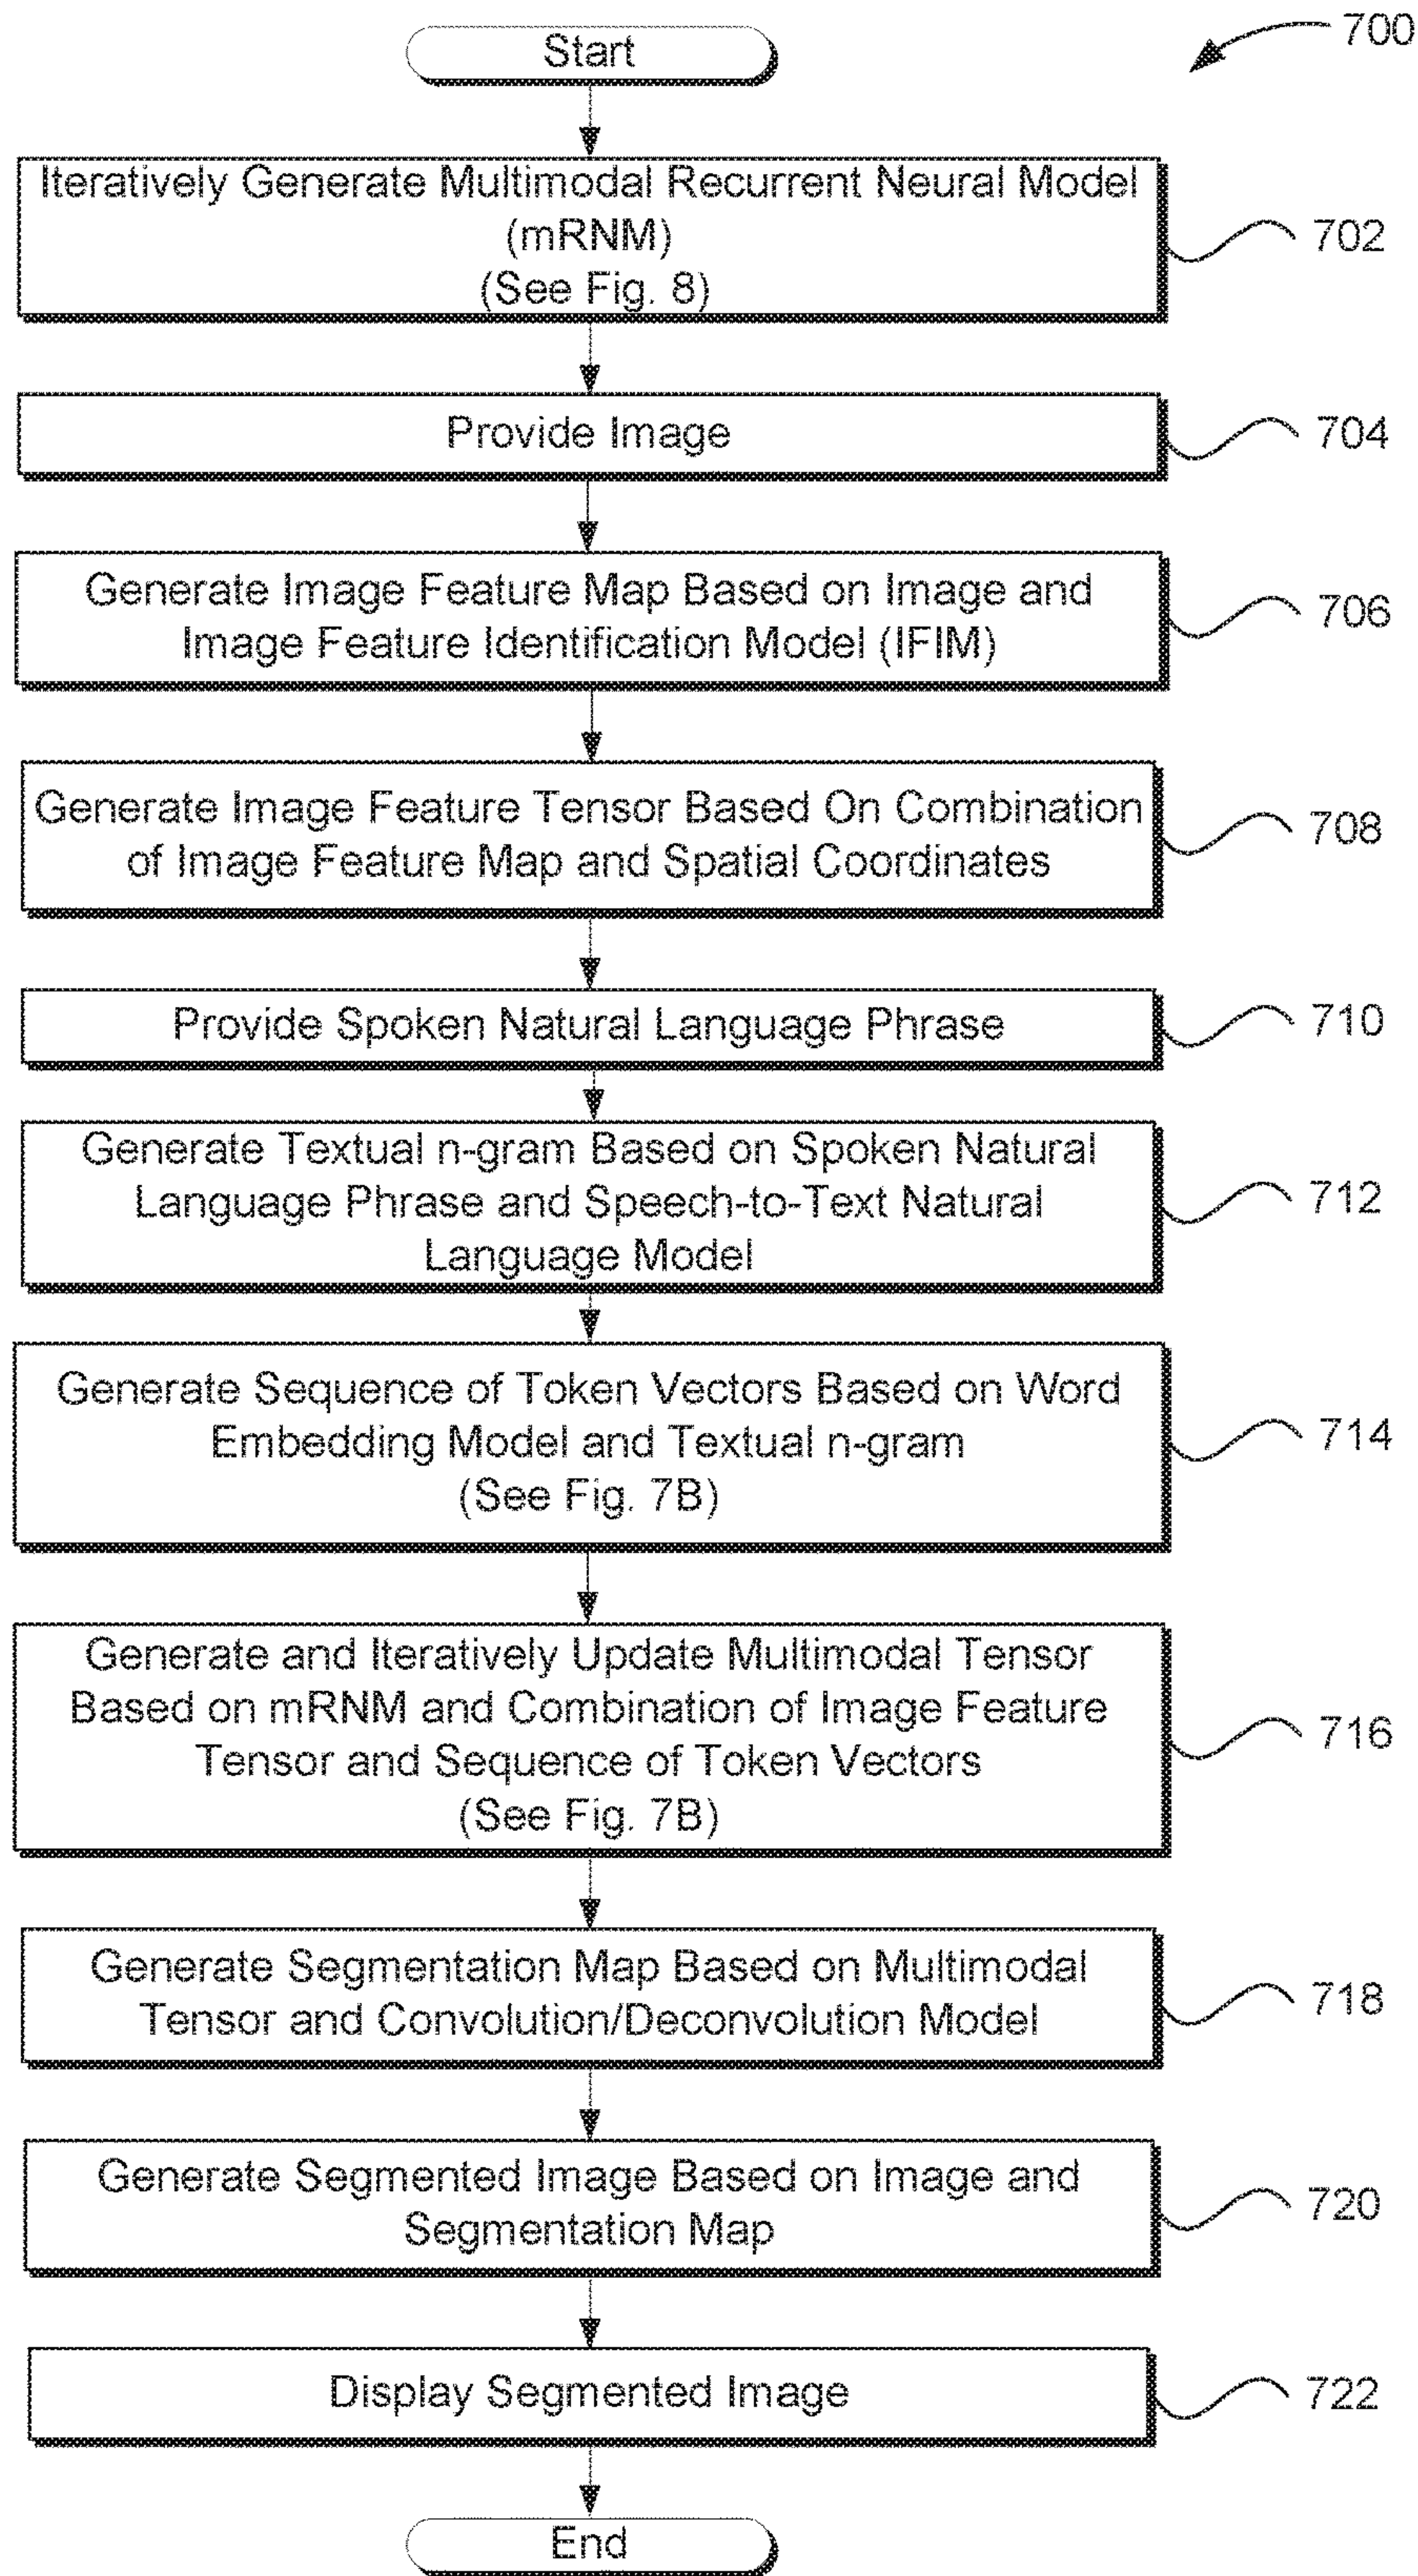 Start
700
Iteratively Generate Multimodal Recurrent Neural Model
(mRNM)
(See Fig. 8)
702
Provide Image
704
Generate Image Feature Map Based on Image and
Image Feature Identification Model (IFIM)
706
Generate Image Feature Tensor Based On Combination
of Image Feature Map and Spatial Coordinates
708
Provide Spoken Natural Language Phrase
710
Generate Textual n-gram Based on Spoken Natural
Language Phrase and Speech-to-Text Natural
Language Model
712
Generate Sequence of Token Vectors Based on Word
Embedding Model and Textual n-gram
(See Fig. 7B)
714
Generate and Iteratively Update Multimodal Tensor
Based on mRNM and Combination of Image Feature
Tensor and Sequence of Token Vectors
(See Fig. 7B)
716
Generate Segmentation Map Based on Multimodal
Tensor and Convolution/Deconvolution Model
718
Generate Segmented Image Based on Image and
Segmentation Map
720
Display Segmented Image
722
End